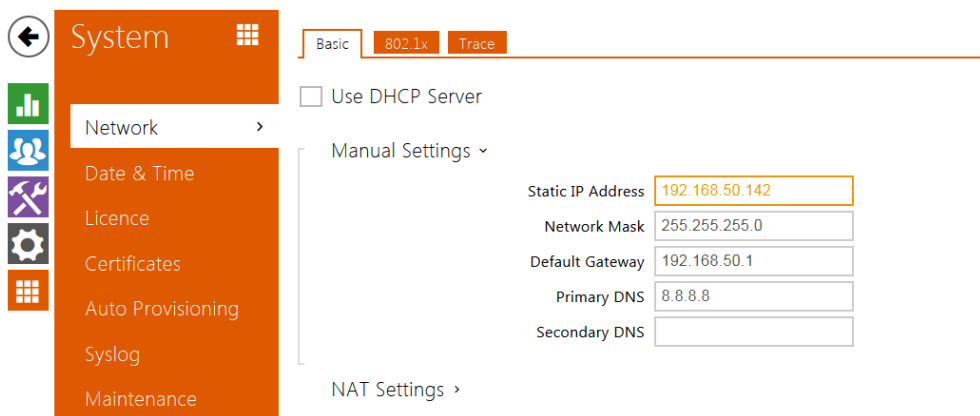 System
Network
Date & Time
Licence
Certificates
Auto Provisioning
Syslog
Maintenance
Basic 802.1x Trace
Use DHCP Server
Manual Settings
Static IP Address 192.168.50.142
Network Mask 255.255.255.0
Default Gateway 192.168.50.1
Primary DNS 8.8.8.8
Secondary DNS
NAT Settings